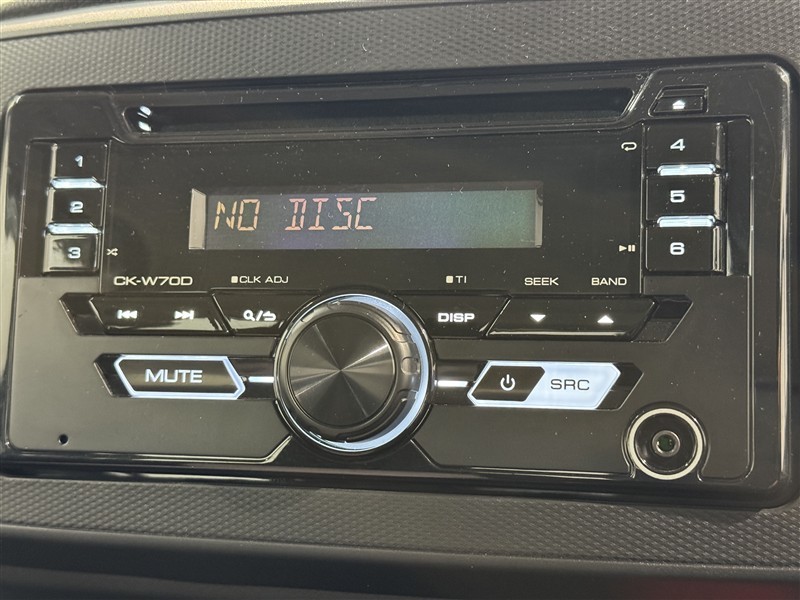 1
2
3
4
5
6
NO DISC
CK-W70D
CLK ADJ
TI
SEEK
BAND
DISP
MUTE
SRC